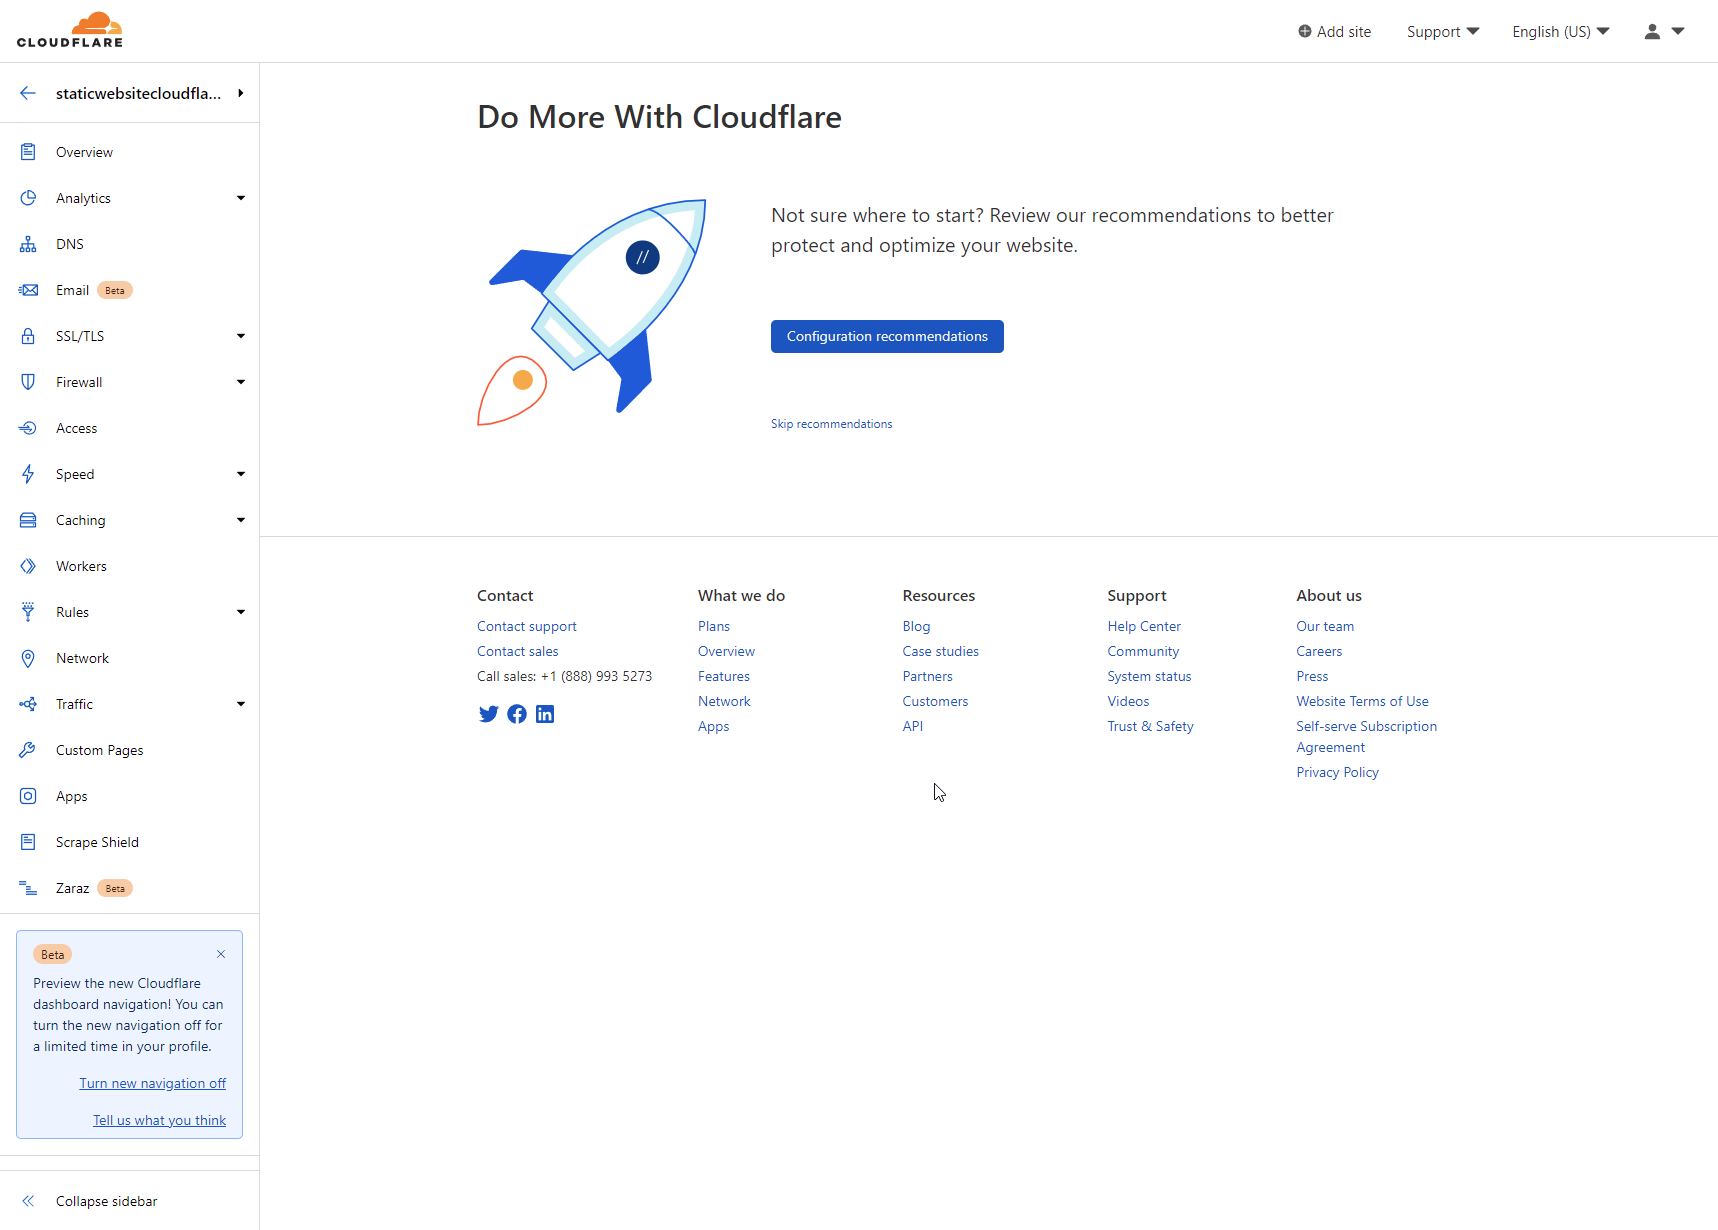 CLOUDFLARE
Add site
Support
English (US)
staticwebsitecloudfla...
Overview
Analytics
DNS
Email Beta
SSL/TLS
Firewall
Access
Speed
Caching
Workers
Rules
Network
Traffic
Custom Pages
Apps
Scrape Shield
Zaraz Beta
Beta
Preview the new Cloudflare
dashboard navigation! You can
turn the new navigation off for
a limited time in your profile.
Turn new navigation off
Tell us what you think
Collapse sidebar
Do More With Cloudflare
Not sure where to start? Review our recommendations to better
protect and optimize your website.
Configuration recommendations
Skip recommendations
Contact
Contact support
Contact sales
Call sales: +1 (888) 993 5273
What we do
Plans
Overview
Features
Network
Apps
Resources
Blog
Case studies
Partners
Customers
API
Support
Help Center
Community
System status
Videos
Trust & Safety
About us
Our team
Careers
Press
Website Terms of Use
Self-serve Subscription
Agreement
Privacy Policy